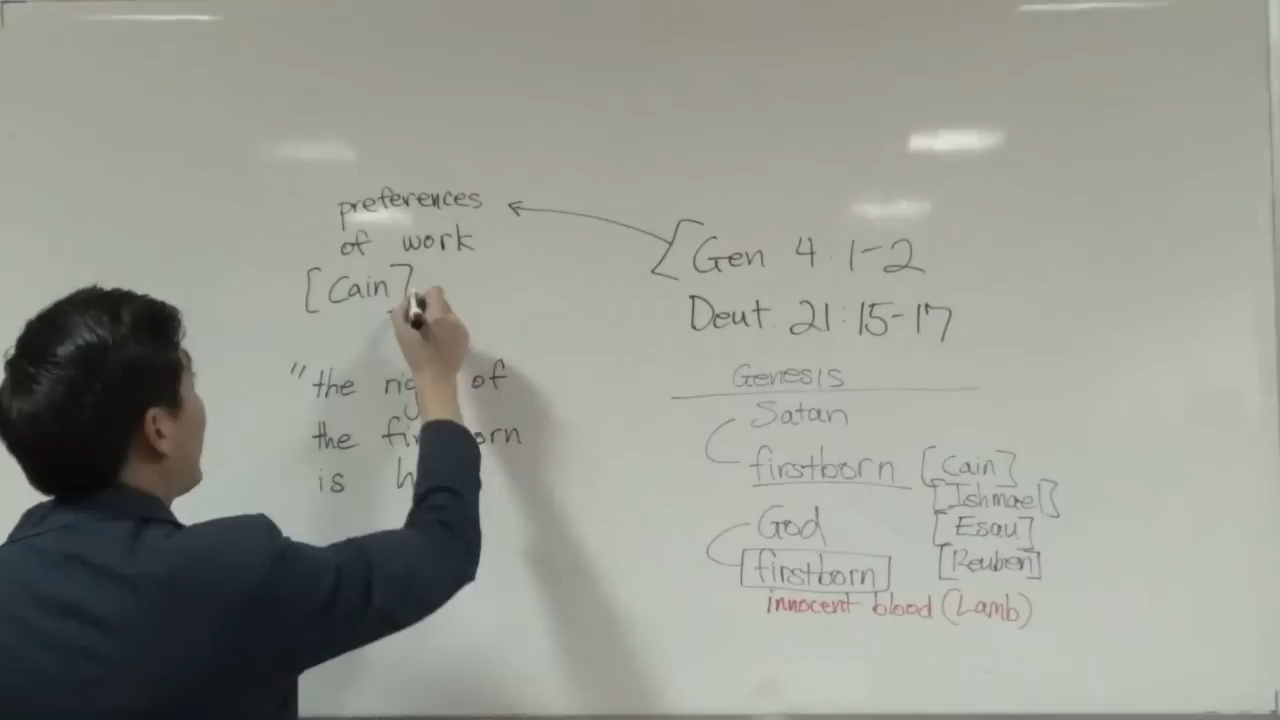 preferences
of work
[Cain]
"the of
the
is
[Gen 4:1-2
Deut. 21:15-17
Genesis
Satan
firstborn [Cain]
[Ishmael]
God [Esau]
firstborn [Reuben]
innocent blood (Lamb)